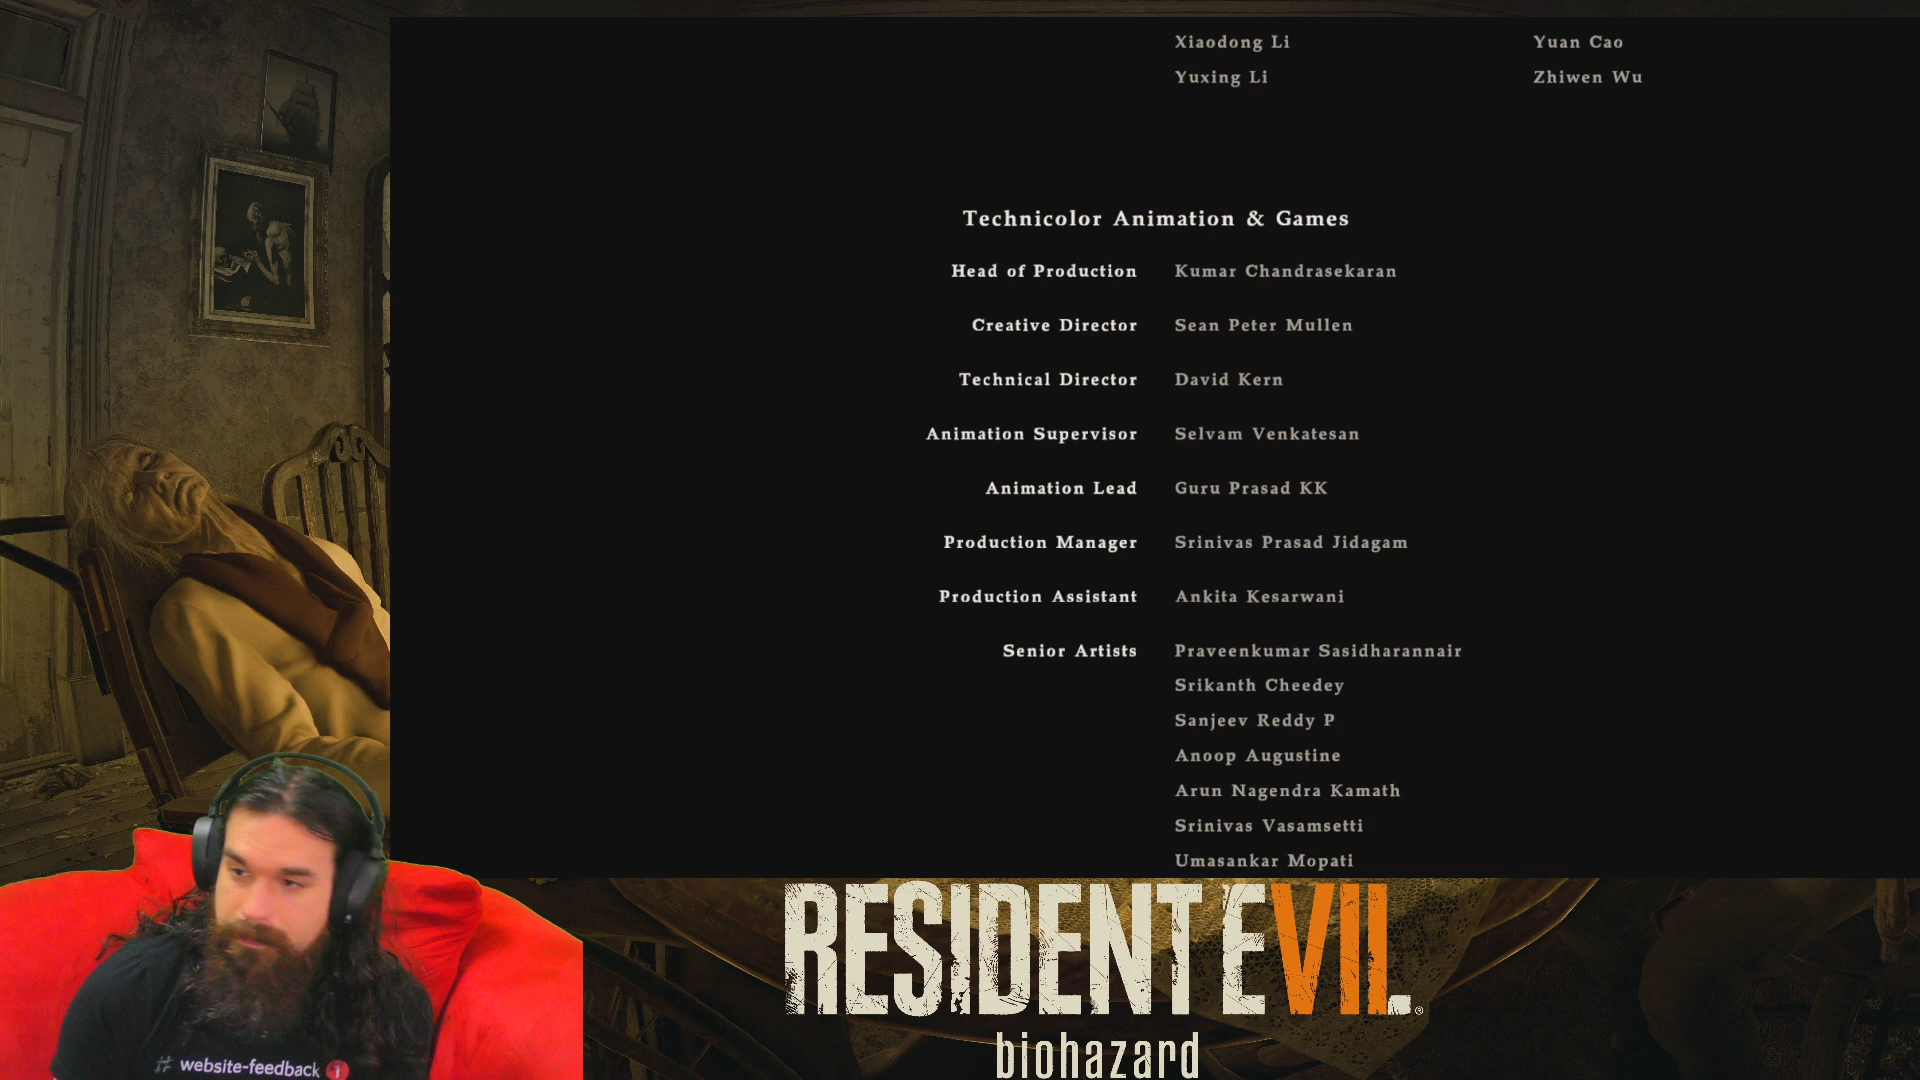 Xiaodong Li Yuan Cao
Yuxing Li Zhiwen Wu
Technicolor Animation & Games
Head of Production Kumar Chandrasekaran
Creative Director Sean Peter Mullen
Technical Director David Kern
Animation Supervisor Selvam Venkatesan
Animation Lead Guru Prasad KK
Production Manager Srinivas Prasad Jidagam
Production Assistant Ankita Kesarwani
Senior Artists Praveenkumar Sasidharannair
Srikanth Cheedey
Sanjeev Reddy P
Anoop Augustine
Arun Nagendra Kamath
Srinivas Vasamsetti
Umasankar Mopati
RESIDENT EVIL®
biohazard
# website-feedback 1